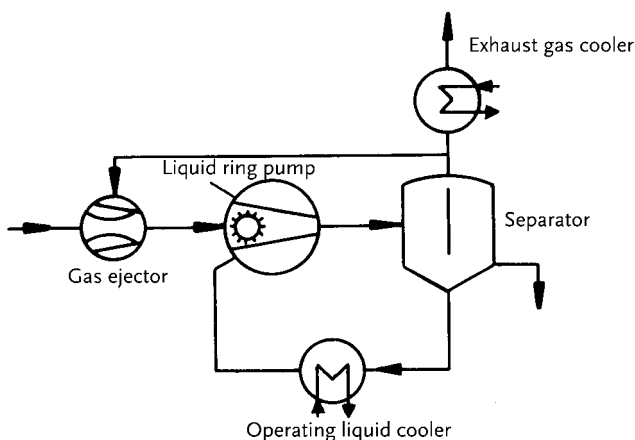 Exhaust gas cooler
Liquid ring pump
Separator
Gas ejector
Operating liquid cooler